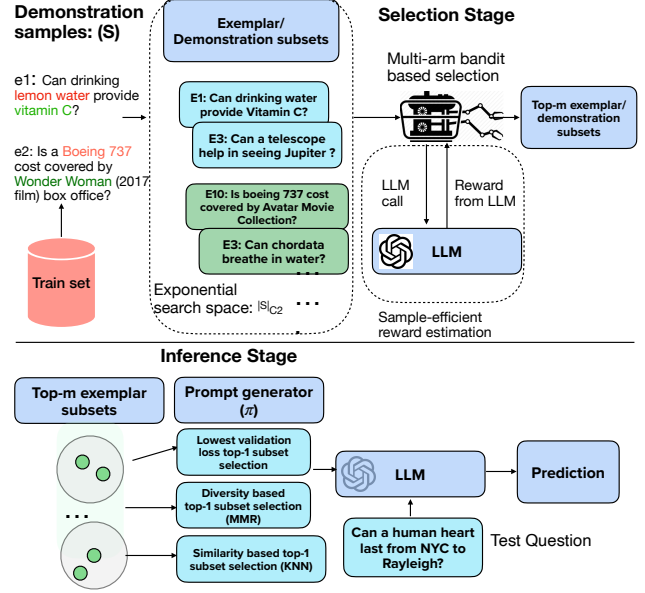 Demonstration
samples: (S)
e1: Can drinking
lemon water provide
vitamin C?
e2: Is a Boeing 737
cost covered by
Wonder Woman (2017
film) box office?
Train set
Exemplar/
Demonstration subsets
E1: Can drinking water
provide Vitamin C?
E3: Can a telescope
help in seeing Jupiter ?
E10: Is boeing 737 cost
covered by Avatar Movie
Collection?
E3: Can chordata
breathe in water?
Exponential
search space: |S|C2
Selection Stage
Multi-arm bandit
based selection
Top-m exemplar/
demonstration
subsets
LLM
call
Reward
from LLM
LLM
Sample-efficient
reward estimation
Inference Stage
Top-m exemplar
subsets
...
Prompt generator
(π)
Lowest validation
loss top-1 subset
selection
Diversity based
top-1 subset selection
(MMR)
Similarity based top-1
subset selection (KNN)
LLM
Prediction
Can a human heart
last from NYC to
Rayleigh?
Test Question